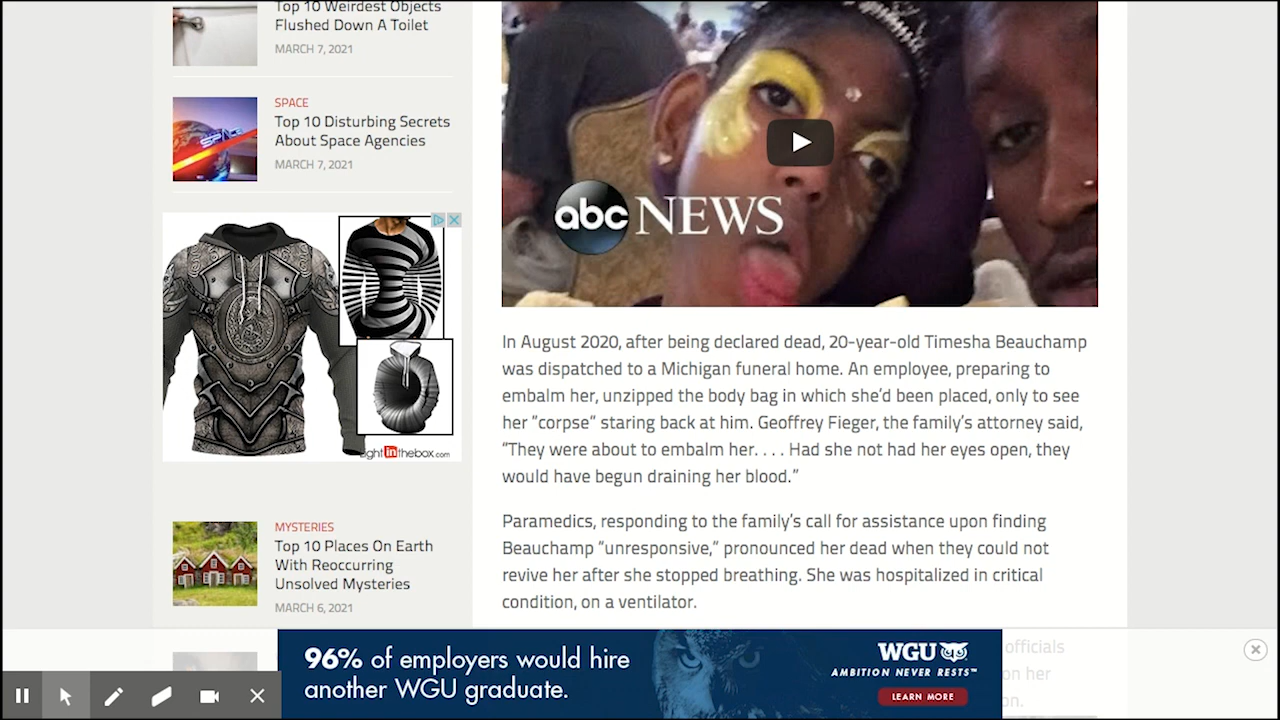 Top 10 Weirdest Objects
Flushed Down A Toilet
MARCH 7, 2021
SPACE
Top 10 Disturbing Secrets
About Space Agencies
MARCH 7, 2021
SPACE
lightinthebox.com
MYSTERIES
Top 10 Places On Earth
With Reoccurring
Unsolved Mysteries
MARCH 6, 2021
abc NEWS
In August 2020, after being declared dead, 20-year-old Timesha Beauchamp
was dispatched to a Michigan funeral home. An employee, preparing to
embalm her, unzipped the body bag in which she’d been placed, only to see
her “corpse” staring back at him. Geoffrey Fieger, the family’s attorney said,
“They were about to embalm her. . . . Had she not had her eyes open, they
would have begun draining her blood.”
Paramedics, responding to the family’s call for assistance upon finding
Beauchamp “unresponsive,” pronounced her dead when they could not
revive her after she stopped breathing. She was hospitalized in critical
condition, on a ventilator.
officials
on her
96% of employers would hire
another WGU graduate.
WGU
AMBITION NEVER RESTS™
LEARN MORE